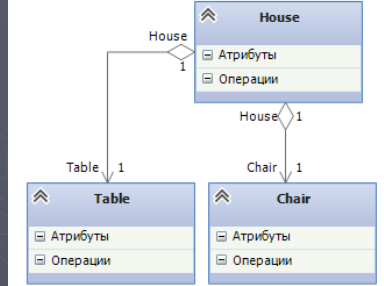 House
Атрибуты
Операции
House
1
House 1
Table 1
Chair 1
Table
Атрибуты
Операции
Chair
Атрибуты
Операции